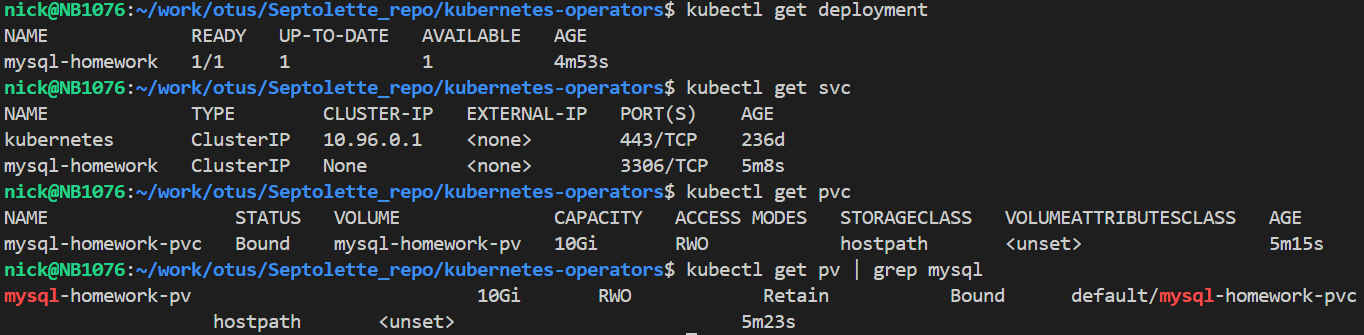 nick@NB1076:~/work/otus/Septolette_repo/kubernetes-operators$ kubectl get deployment
NAME READY UP-TO-DATE AVAILABLE AGE
mysql-homework 1/1 1 1 4m53s
nick@NB1076:~/work/otus/Septolette_repo/kubernetes-operators$ kubectl get svc
NAME TYPE CLUSTER-IP EXTERNAL-IP PORT(S) AGE
kubernetes ClusterIP 10.96.0.1 <none> 443/TCP 236d
mysql-homework ClusterIP None <none> 3306/TCP 5m8s
nick@NB1076:~/work/otus/Septolette_repo/kubernetes-operators$ kubectl get pvc
NAME STATUS VOLUME CAPACITY ACCESS MODES STORAGECLASS VOLUMEATTRIBUTESCLASS AGE
mysql-homework-pvc Bound mysql-homework-pv 10Gi RWO hostpath <unset> 5m15s
nick@NB1076:~/work/otus/Septolette_repo/kubernetes-operators$ kubectl get pv | grep mysql
mysql-homework-pv 10Gi RWO Retain Bound default/mysql-homework-pvc
hostpath <unset> 5m23s